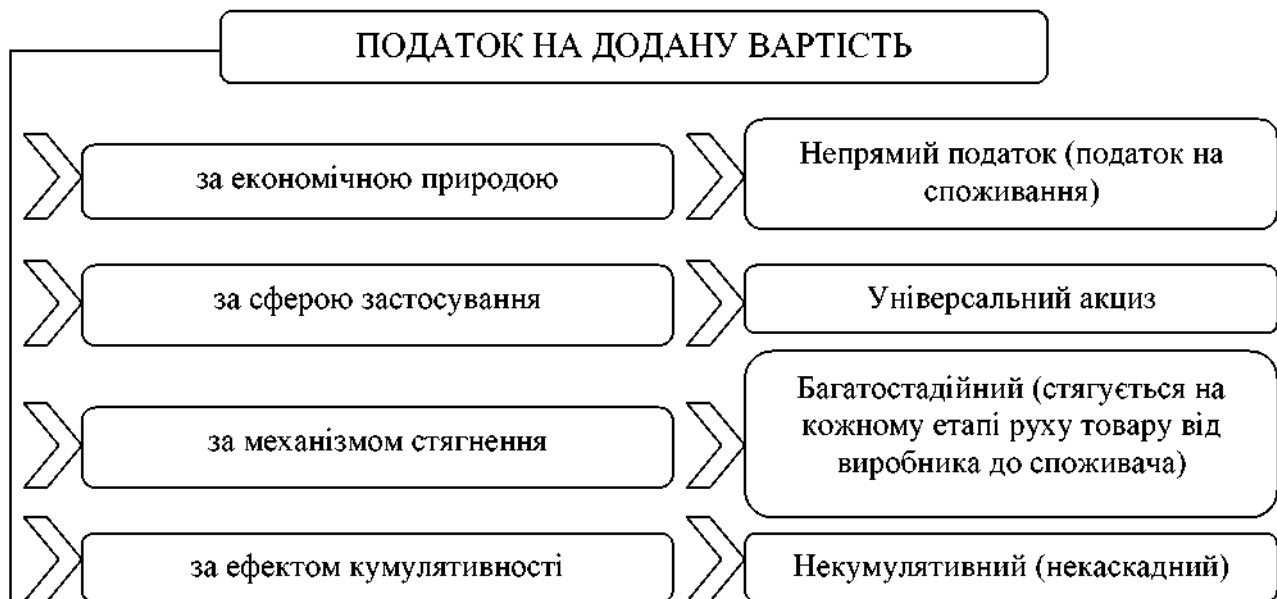 ПОДАТОК НА ДОДАНУ ВАРТІСТЬ
за економічною природою
Непрямий податок (податок на
споживання)
за сферою застосування
Універсальний акциз
за механізмом стягнення
Багатостадійний (стягується на
кожному етапі руху товару від
виробника до споживача)
за ефектом кумулятивності
Некумулятивний (некаскадний)